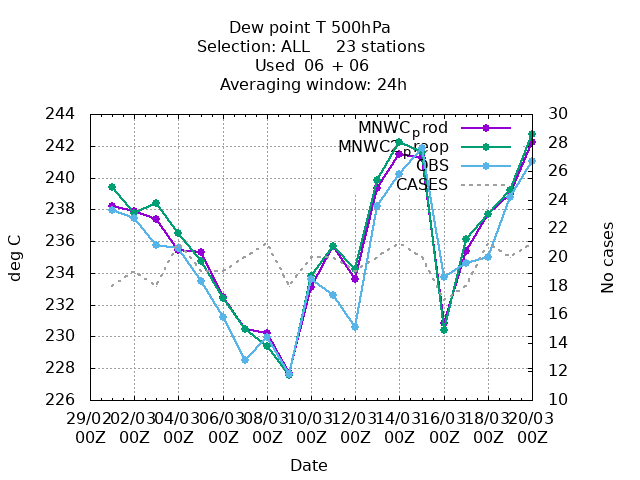 Dew point T 500hPa
Selection: ALL 23 stations
Used 06 + 06
Averaging window: 24h
MNWCprod
OBS
CASES
244
242
240
238
236
234
232
230
228
226
30
28
26
24
22
20
18
16
14
12
10
deg C
No cases
29/02 02/03 04/03 06/03 08/03 10/03 12/03 14/03 16/03 18/03 20/03
00Z 00Z 00Z 00Z 00Z 00Z 00Z 00Z 00Z 00Z 00Z
Date